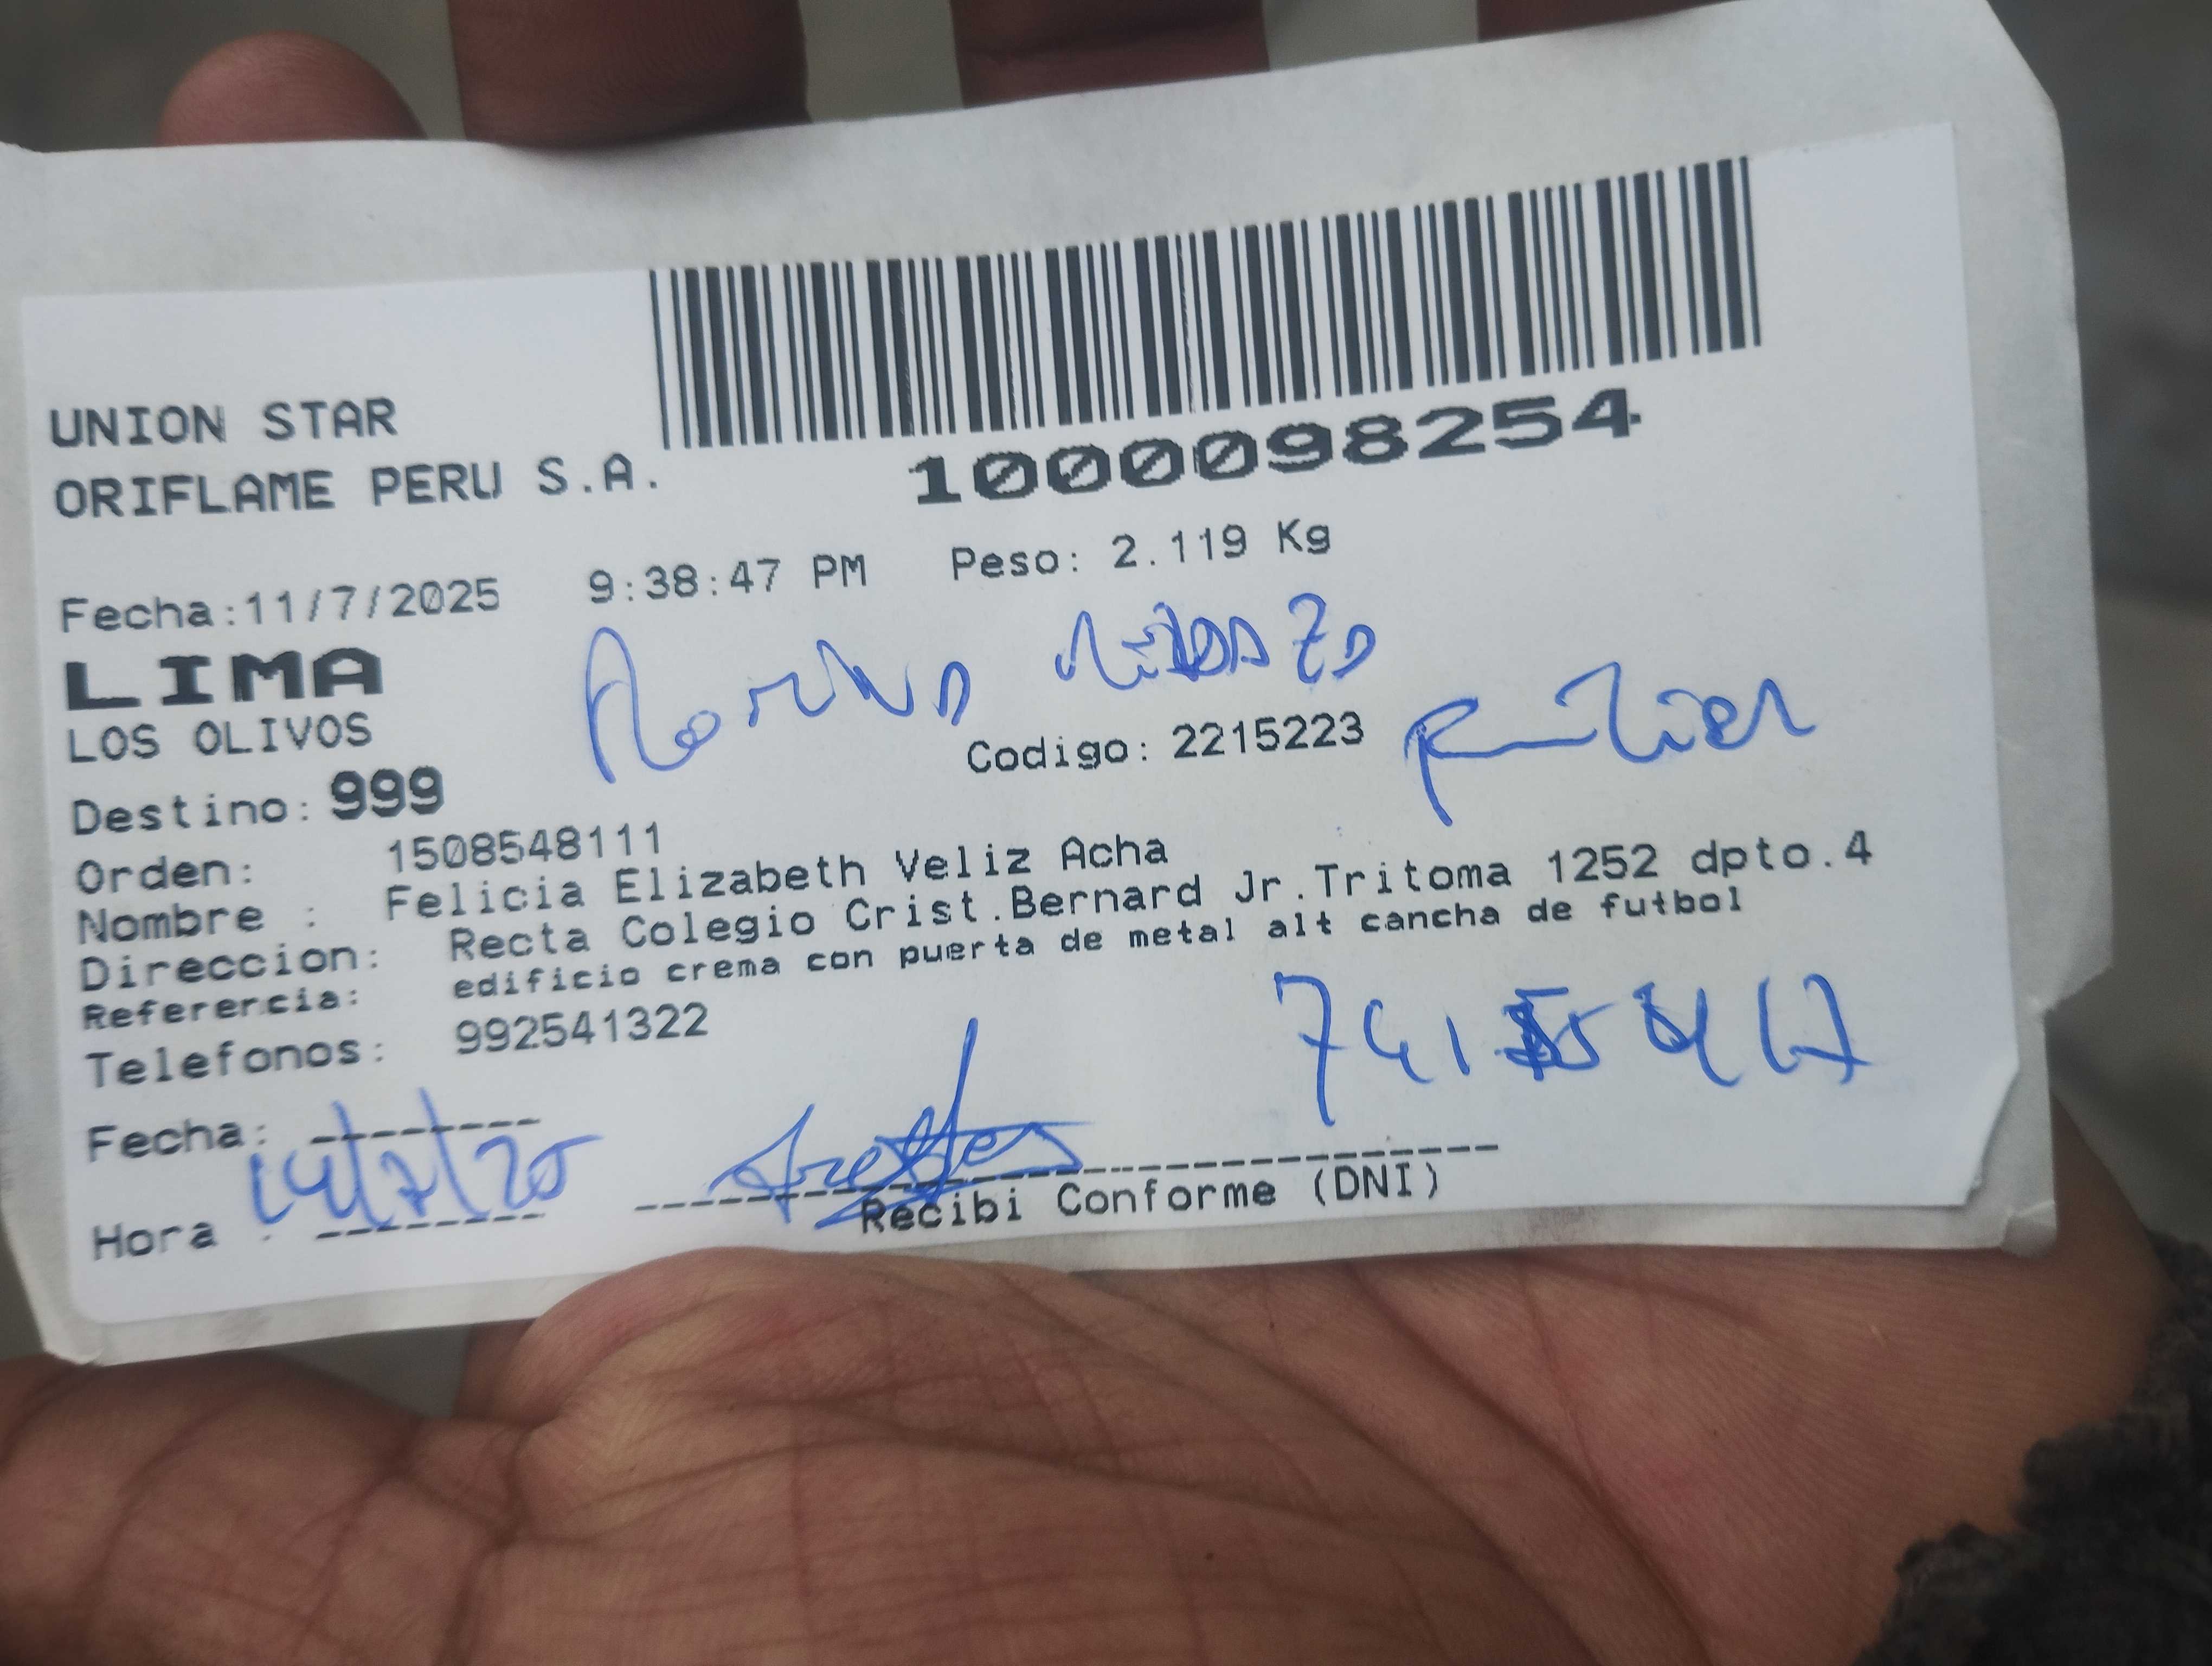 UNION STAR
ORIFLAME PERU S.A.
1000098254
Fecha:11/7/2025 9:38:47 PM Peso: 2.119 Kg
LIMA
LOS OLIVOS
Codigo: 2215223
Destino: 999
Orden: 1508548111
Nombre : Felicia Elizabeth Veliz Acha
Direccion: Recta Colegio Crist.Bernard Jr.Tritoma 1252 dpto.4
Referencia: edificio crema con puerta de metal alt cancha de futbol
Telefonos: 992541322
Fecha: 14/7/25
Hora :
Recibi Conforme (DNI)